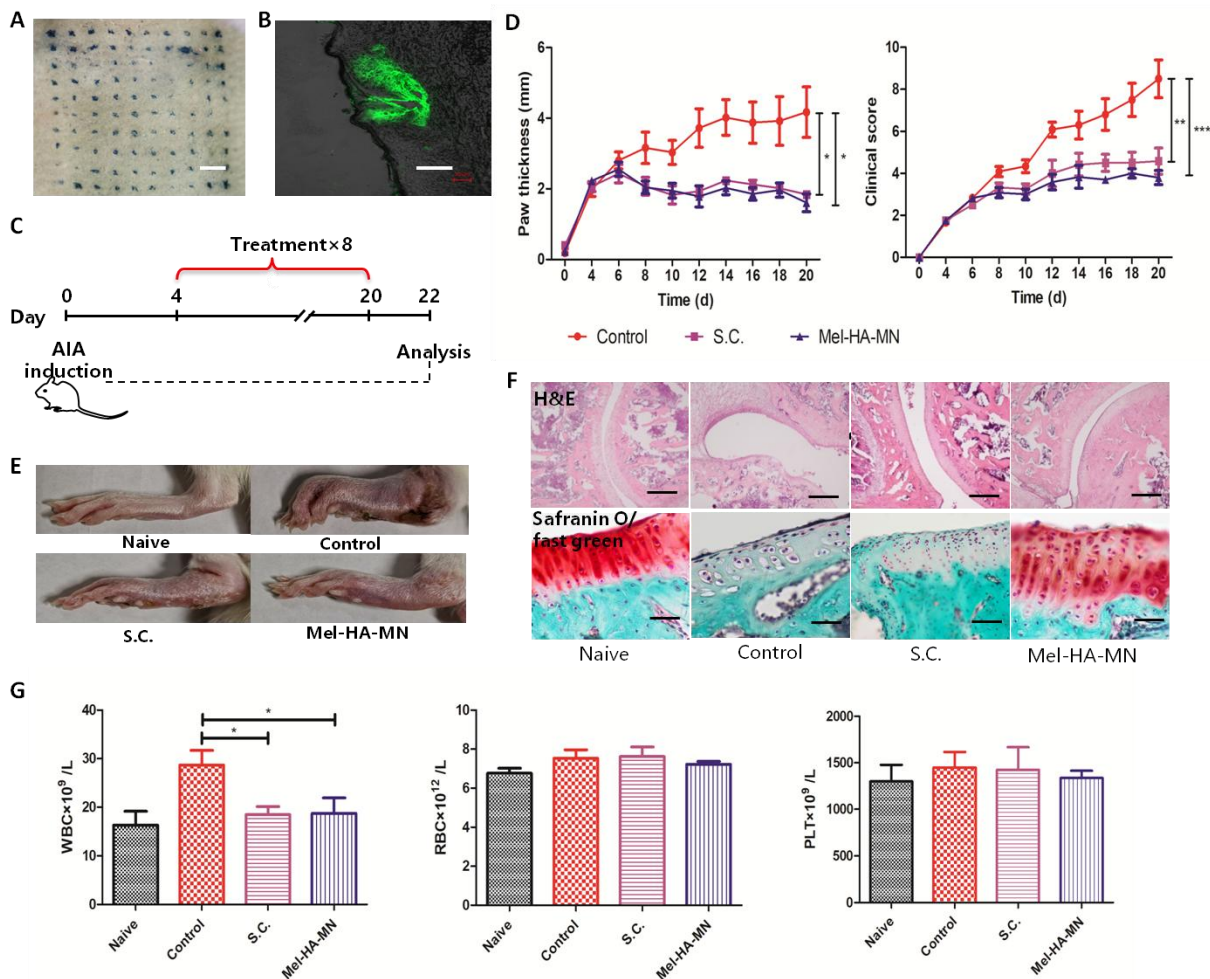 A
B
C
Treatment×8
0
4
20
22
Day
AIA
induction
Analysis
D
Paw thickness (mm)
6
4
2
0
0
4
6
8
10
12
14
16
18
20
Time (d)
*
*
Clinical score
10
8
6
4
2
0
0
4
6
8
10
12
14
16
18
20
Time (d)
**
***
Control
S.C.
Mel-HA-MN
E
Naive
Control
S.C.
Mel-HA-MN
F
H&E
Safranin O/
fast green
Naive
Control
S.C.
Mel-HA-MN
G
WBC×10⁹ /L
40
30
20
10
0
*
*
Naive
Control
S.C.
Mel-HA-MN
RBC×10¹² /L
10
8
6
4
2
0
Naive
Control
S.C.
Mel-HA-MN
PLT×10⁹ /L
2000
1500
1000
500
0
Naive
Control
S.C.
Mel-HA-MN